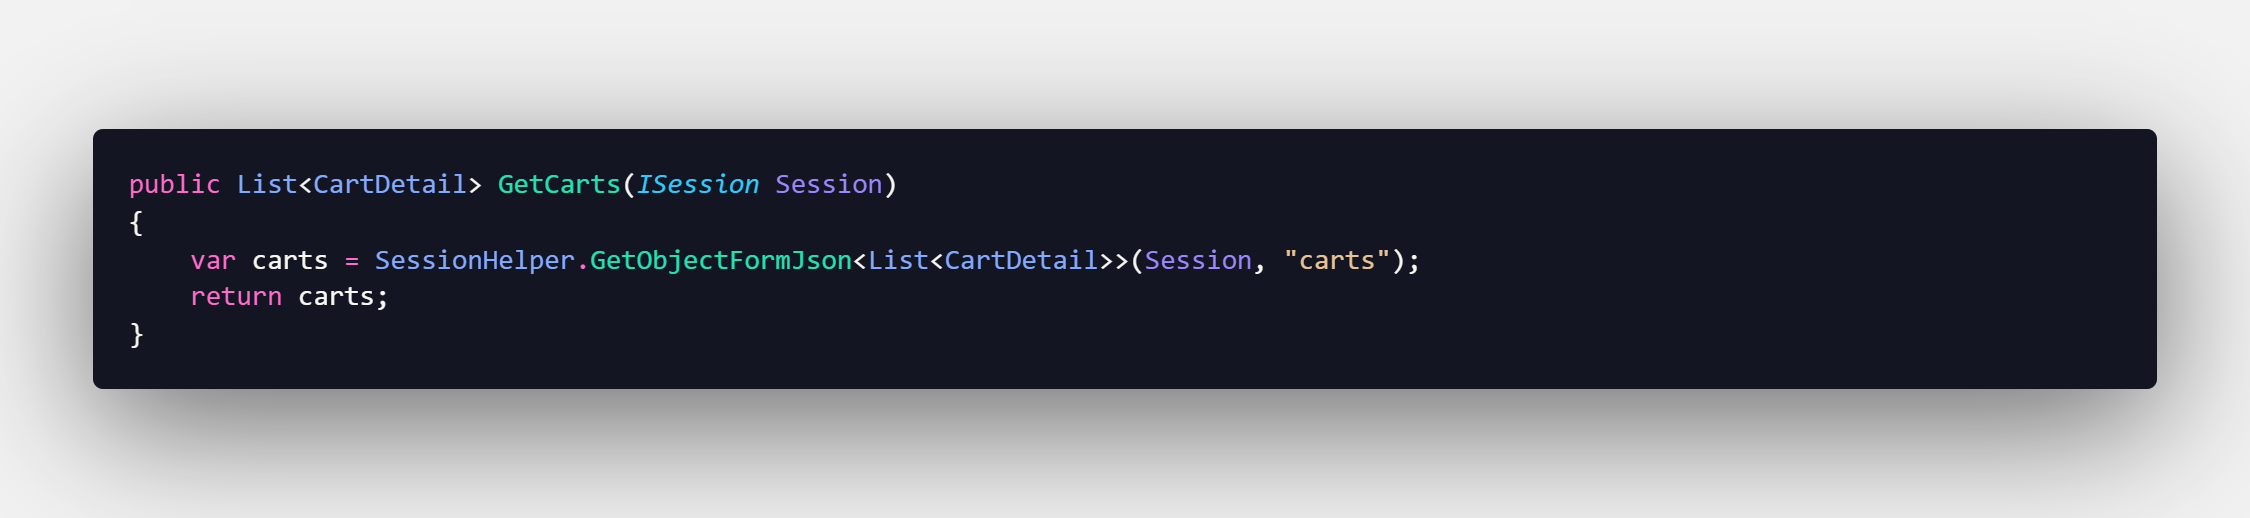 public List<CartDetail> GetCarts(ISession Session)
{
    var carts = SessionHelper.GetObjectFormJson<List<CartDetail>>(Session, "carts");
    return carts;
}